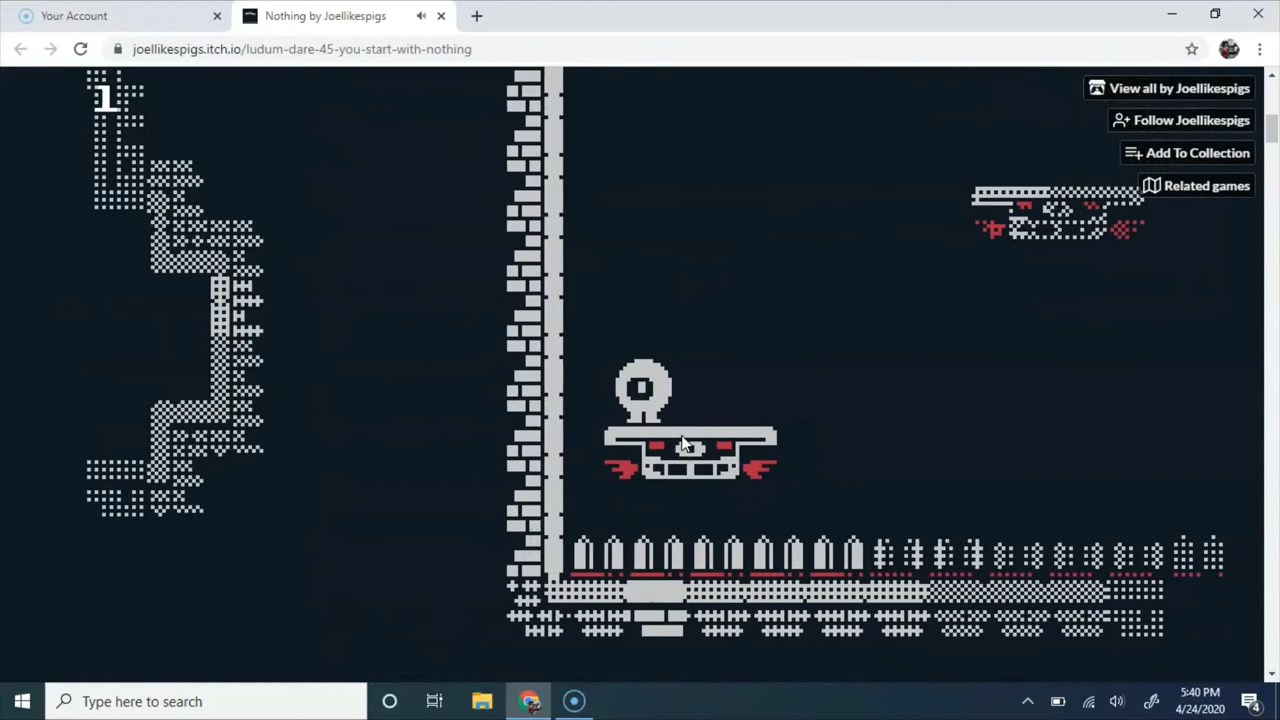 Your Account
Nothing by Joellikespigs
joellikespigs.itch.io/ludum-dare-45-you-start-with-nothing
View all by Joellikespigs
Follow Joellikespigs
Add To Collection
Related games
1
Type here to search
5:40 PM
4/24/2020
4